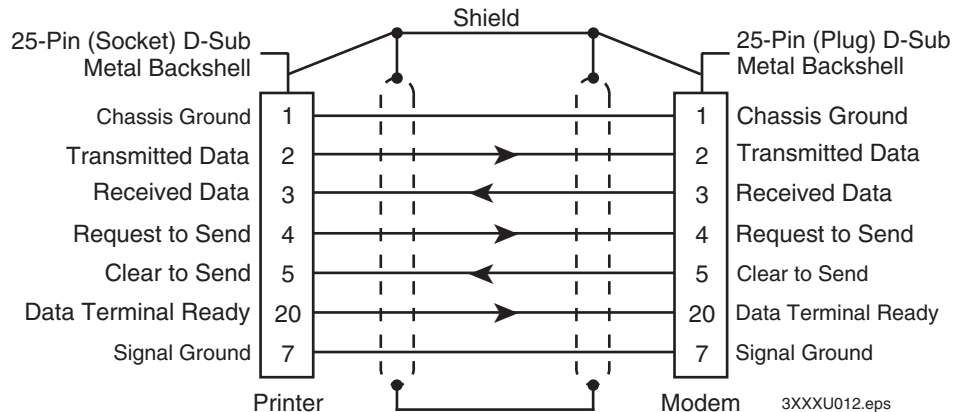 Shield
25-Pin (Socket) D-Sub
Metal Backshell
25-Pin (Plug) D-Sub
Metal Backshell
Chassis Ground 1 1 Chassis Ground
Transmitted Data 2 2 Transmitted Data
Received Data 3 3 Received Data
Request to Send 4 4 Request to Send
Clear to Send 5 5 Clear to Send
Data Terminal Ready 20 20 Data Terminal Ready
Signal Ground 7 7 Signal Ground
Printer Modem 3XXXU012.eps